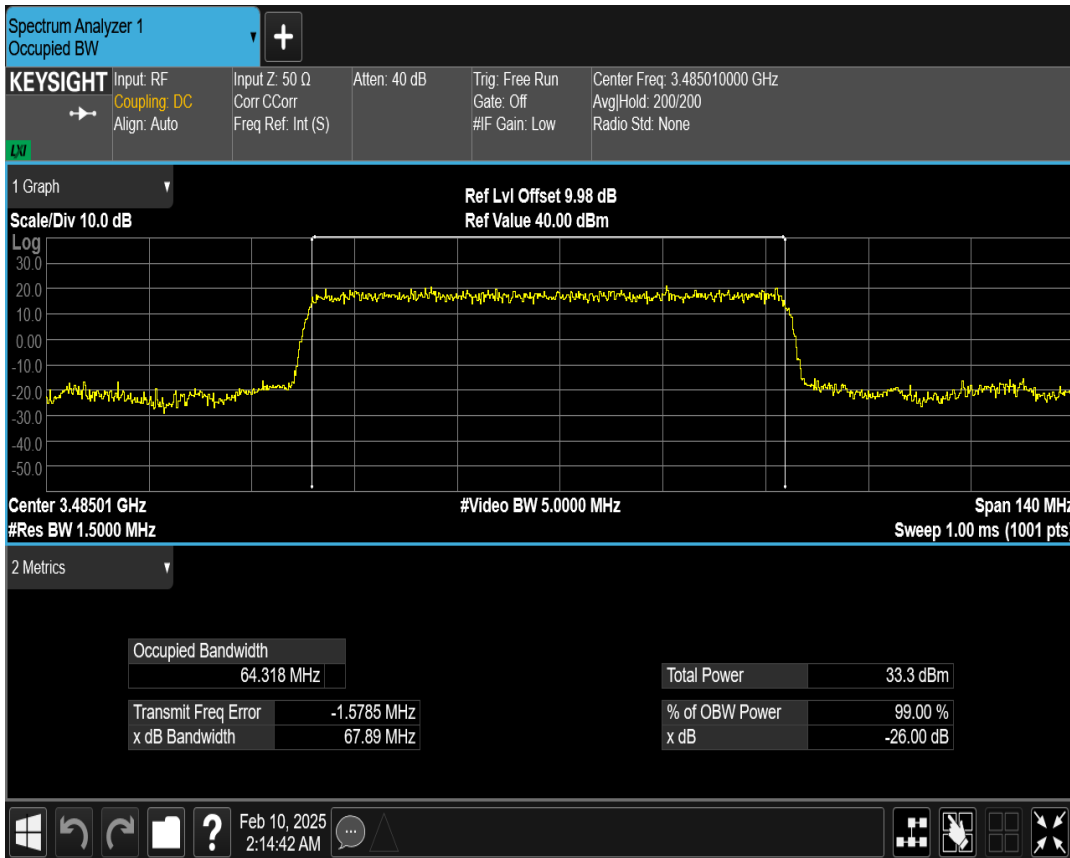 Spectrum Analyzer 1
Occupied BW
+
KEYSIGHT
LXI
Input: RF
Coupling: DC
Align: Auto
Input Z: 50 Ω
Corr CCorr
Freq Ref: Int (S)
Atten: 40 dB
Trig: Free Run
Gate: Off
#IF Gain: Low
Center Freq: 3.485010000 GHz
Avg|Hold: 200/200
Radio Std: None
1 Graph
Scale/Div 10.0 dB
Ref Lvl Offset 9.98 dB
Ref Value 40.00 dBm
Log
30.0
20.0
10.0
0.00
-10.0
-20.0
-30.0
-40.0
-50.0
Center 3.48501 GHz
#Video BW 5.0000 MHz
Span 140 MHz
#Res BW 1.5000 MHz
Sweep 1.00 ms (1001 pts)
2 Metrics
Occupied Bandwidth
64.318 MHz
Transmit Freq Error -1.5785 MHz
x dB Bandwidth 67.89 MHz
Total Power 33.3 dBm
% of OBW Power 99.00 %
x dB -26.00 dB
?
Feb 10, 2025
2:14:42 AM